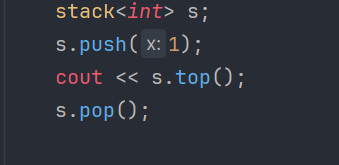 stack<int> s;
s.push(x:1);
cout << s.top();
s.pop();